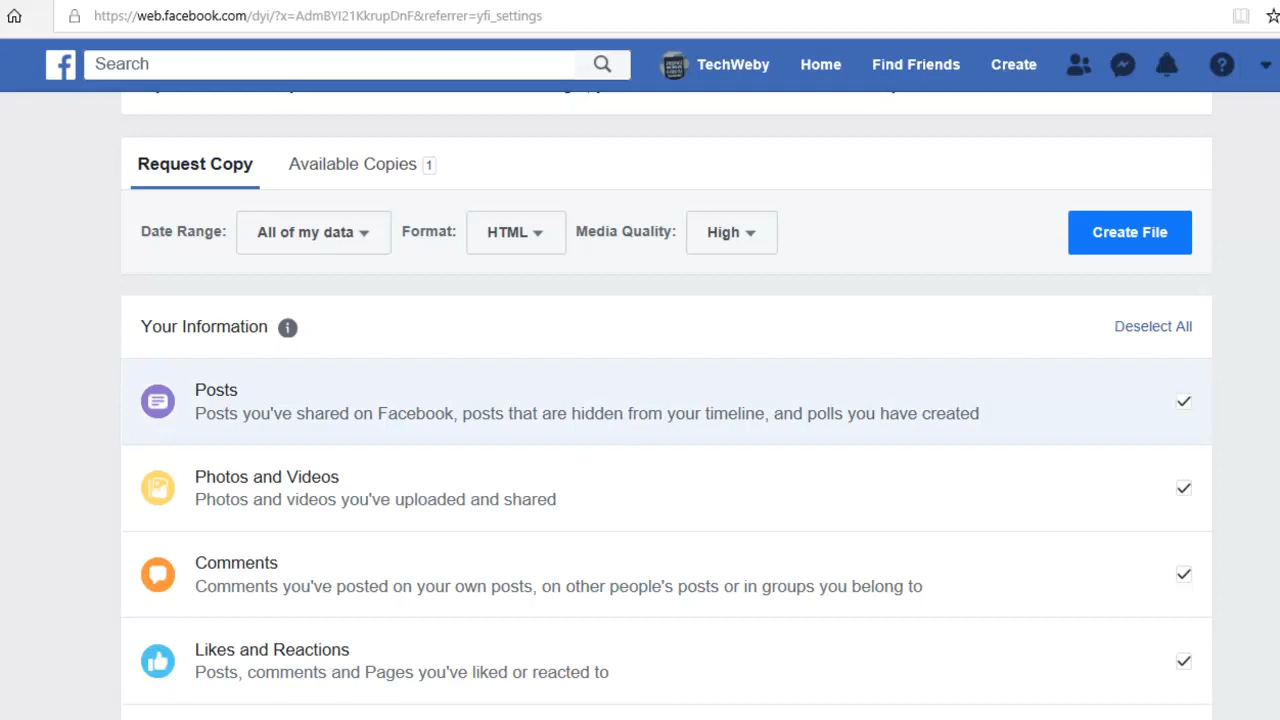 https://web.facebook.com/dyi/?x=AdmBYI21KkrupDnF&referrer=yfi_settings
f Search TechWeby Home Find Friends Create ?
Request Copy Available Copies 1
Date Range: All of my data Format: HTML Media Quality: High Create File
Your Information i Deselect All
Posts
Posts you've shared on Facebook, posts that are hidden from your timeline, and polls you have created
Photos and Videos
Photos and videos you've uploaded and shared
Comments
Comments you've posted on your own posts, on other people's posts or in groups you belong to
Likes and Reactions
Posts, comments and Pages you've liked or reacted to